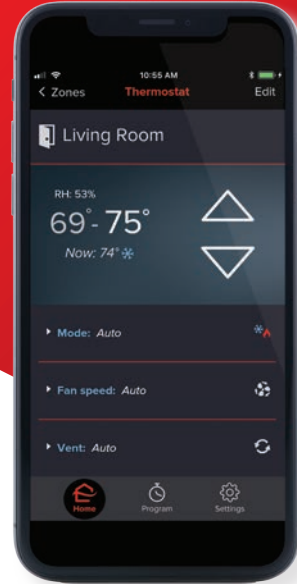 10:55 AM
Zones Thermostat Edit
Living Room
RH: 53%
69°- 75°
Now: 74°
Mode: Auto
Fan speed: Auto
Vent: Auto
Home Program Settings